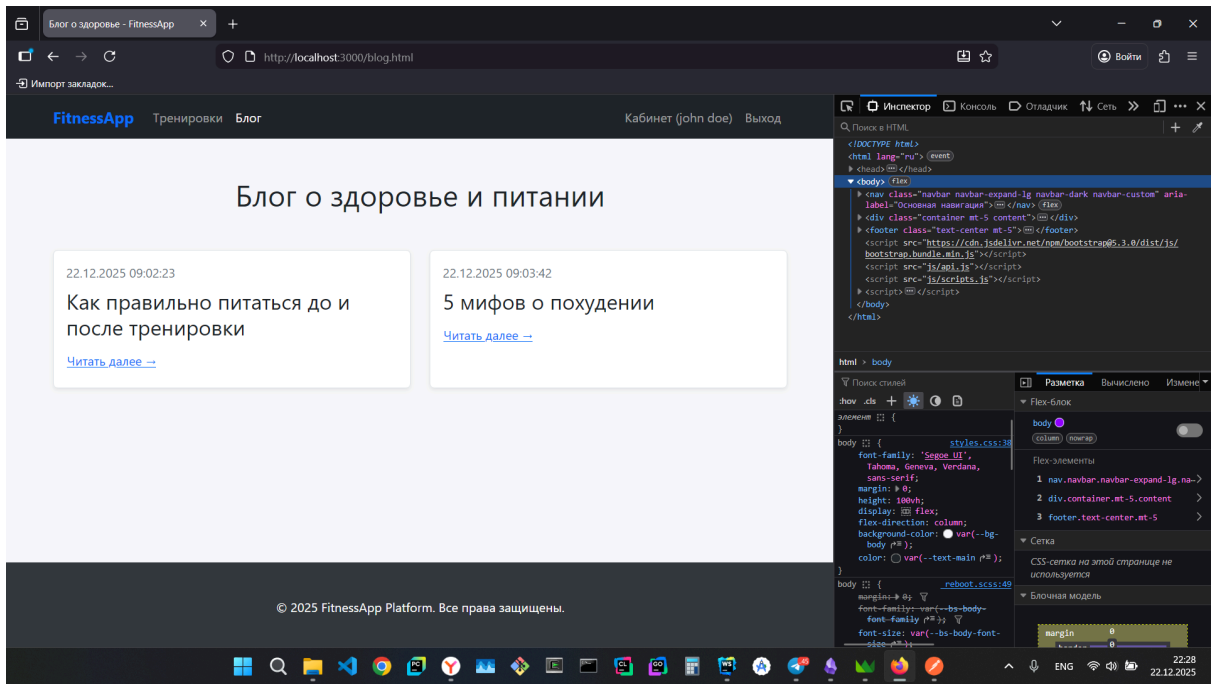 Блог о здоровье - FitnessApp
http://localhost:3000/blog.html
Войти
Импорт закладок...
FitnessApp Тренировки Блог Кабинет (john doe) Выход
Блог о здоровье и питании
22.12.2025 09:02:23
Как правильно питаться до и
после тренировки
Читать далее →
22.12.2025 09:03:42
5 мифов о похудении
Читать далее →
© 2025 FitnessApp Platform. Все права защищены.
Инспектор Консоль Отладчик Сеть
Поиск в HTML
<!DOCTYPE html>
<html lang="ru"> event
<head> </head>
<body> flex
<nav class="navbar navbar-expand-lg navbar-dark navbar-custom" aria-
label="Основная навигация"> </nav> flex
<div class="container mt-5 content"> </div>
<footer class="text-center mt-5"> </footer>
<script src="https://cdn.jsdelivr.net/npm/bootstrap@5.3.0/dist/js/
bootstrap.bundle.min.js"></script>
<script src="js/api.js"></script>
<script src="js/scripts.js"></script>
<script> </script>
</body>
</html>
html > body
Поиск стилей
:hov .cls
элемент {
}
body { styles.css:38
font-family: 'Segoe UI',
Tahoma, Geneva, Verdana,
sans-serif;
margin: 0;
height: 100vh;
display: flex;
flex-direction: column;
background-color: var(--bg-
body);
color: var(--text-main);
}
body { _reboot.scss:49
margin: 0;
font-family: var(--bs-body-
font-family);
font-size: var(--bs-body-font-
size);
Разметка Вычислено Измене
Flex-блок
body
column nowrap
Flex-элементы
1 nav.navbar.navbar-expand-lg.na…
2 div.container.mt-5.content
3 footer.text-center.mt-5
Сетка
CSS-сетка на этой странице не
используется
Блочная модель
margin 0
border 0
ENG
22:28
22.12.2025